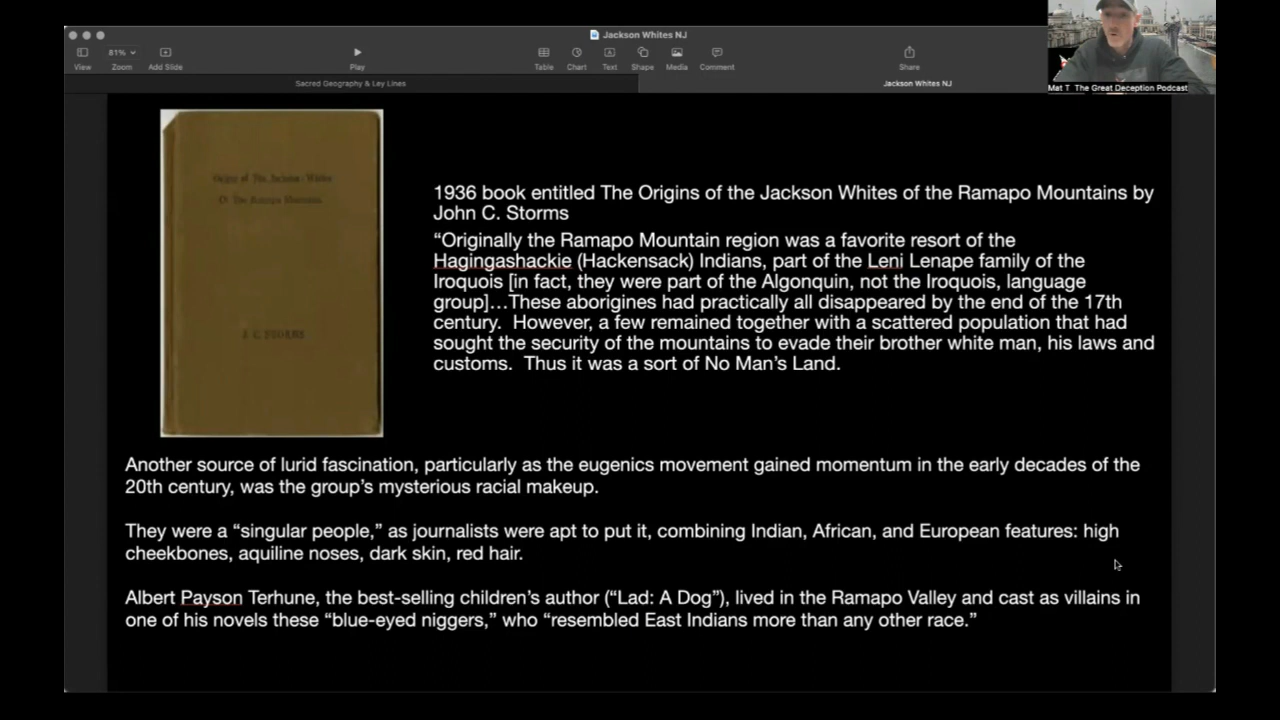 Jackson Whites NJ
81%
View
Zoom
Add Slide
Play
Table
Chart
Text
Shape
Media
Comment
Share
Sacred Geography & Ley Lines
Jackson Whites NJ
Mat T The Great Deception Podcast
Origin of The Jackson-Whites
Of The Ramapo Mountains
J. C. STORMS
1936 book entitled The Origins of the Jackson Whites of the Ramapo Mountains by
John C. Storms
“Originally the Ramapo Mountain region was a favorite resort of the
Hagingashackie (Hackensack) Indians, part of the Leni Lenape family of the
Iroquois [in fact, they were part of the Algonquin, not the Iroquois, language
group]…These aborigines had practically all disappeared by the end of the 17th
century.  However, a few remained together with a scattered population that had
sought the security of the mountains to evade their brother white man, his laws and
customs.  Thus it was a sort of No Man’s Land.
Another source of lurid fascination, particularly as the eugenics movement gained momentum in the early decades of the
20th century, was the group’s mysterious racial makeup.
They were a “singular people,” as journalists were apt to put it, combining Indian, African, and European features: high
cheekbones, aquiline noses, dark skin, red hair.
Albert Payson Terhune, the best-selling children’s author (“Lad: A Dog”), lived in the Ramapo Valley and cast as villains in
one of his novels these “blue-eyed niggers,” who “resembled East Indians more than any other race.”